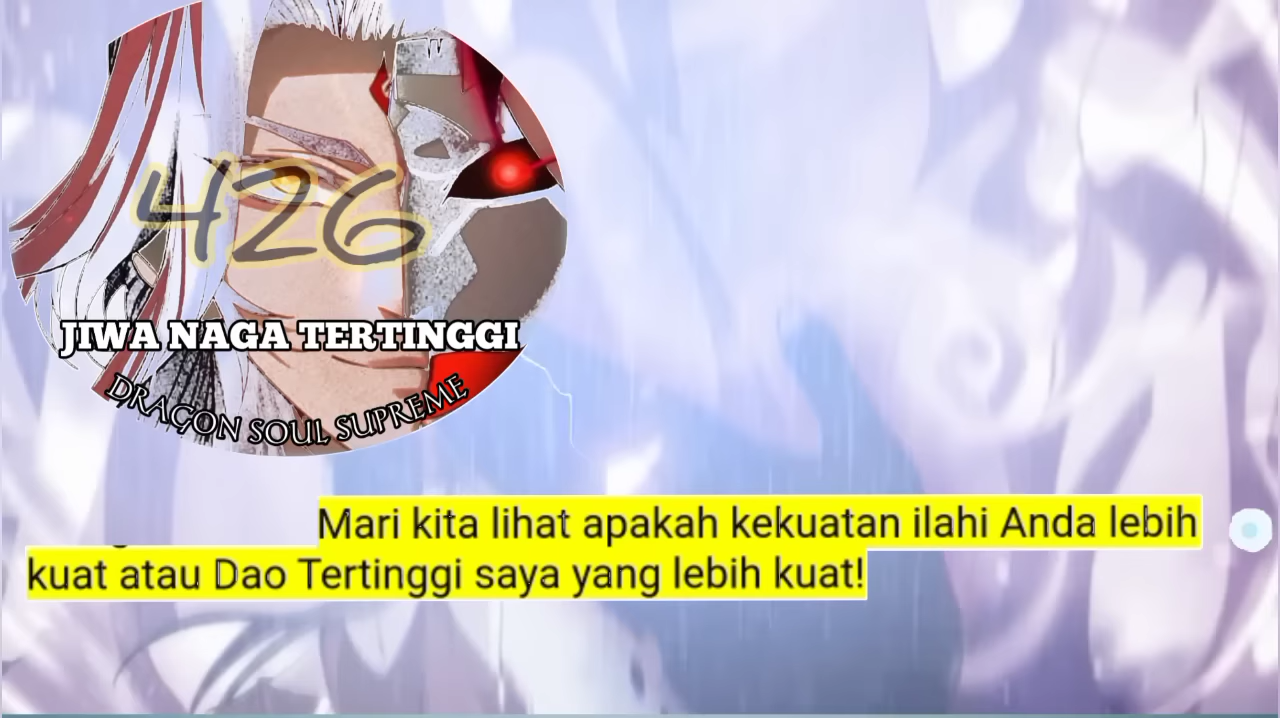 426
JIWA NAGA TERTINGGI
DRAGON SOUL SUPREME
Mari kita lihat apakah kekuatan ilahi Anda lebih
kuat atau Dao Tertinggi saya yang lebih kuat!